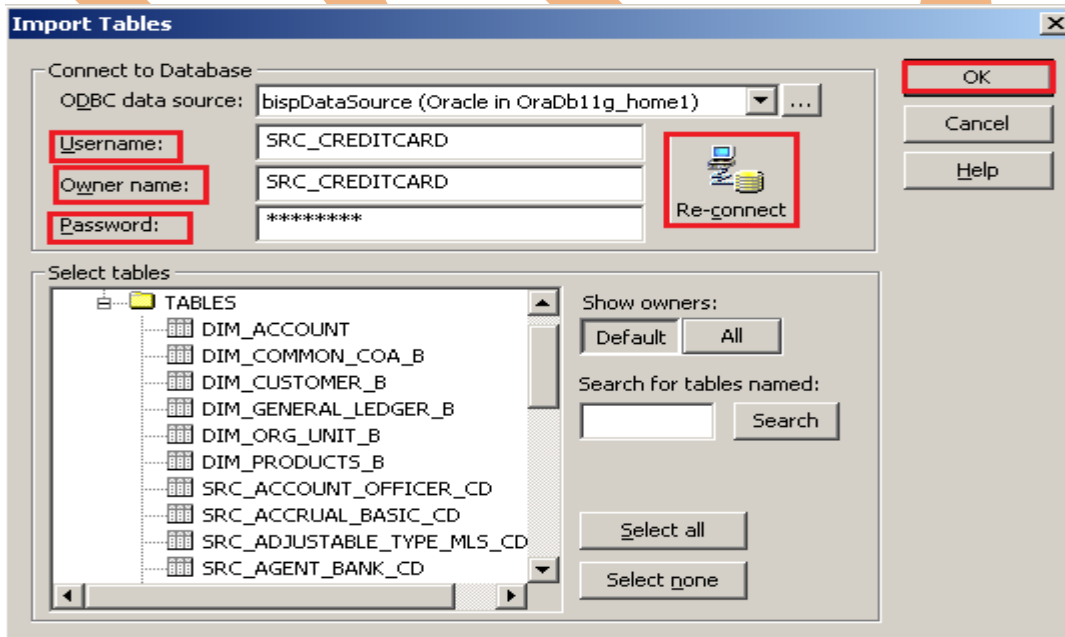 Import Tables
Connect to Database
ODBC data source: bispDataSource (Oracle in OraDb11g_home1) ...
Username: SRC_CREDITCARD
Owner name: SRC_CREDITCARD
Password: ********
Re-connect
OK
Cancel
Help
Select tables
TABLES
DIM_ACCOUNT
DIM_COMMON_COA_B
DIM_CUSTOMER_B
DIM_GENERAL_LEDGER_B
DIM_ORG_UNIT_B
DIM_PRODUCTS_B
SRC_ACCOUNT_OFFICER_CD
SRC_ACCRUAL_BASIC_CD
SRC_ADJUSTABLE_TYPE_MLS_CD
SRC_AGENT_BANK_CD
Show owners:
Default All
Search for tables named:
Search
Select all
Select none